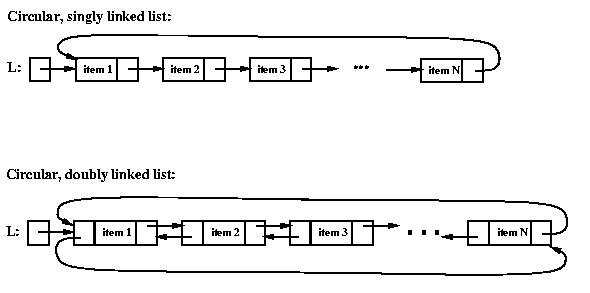 Circular, singly linked list:
L: item 1 item 2 item 3 ... item N
Circular, doubly linked list:
L: item 1 item 2 item 3 . . . item N